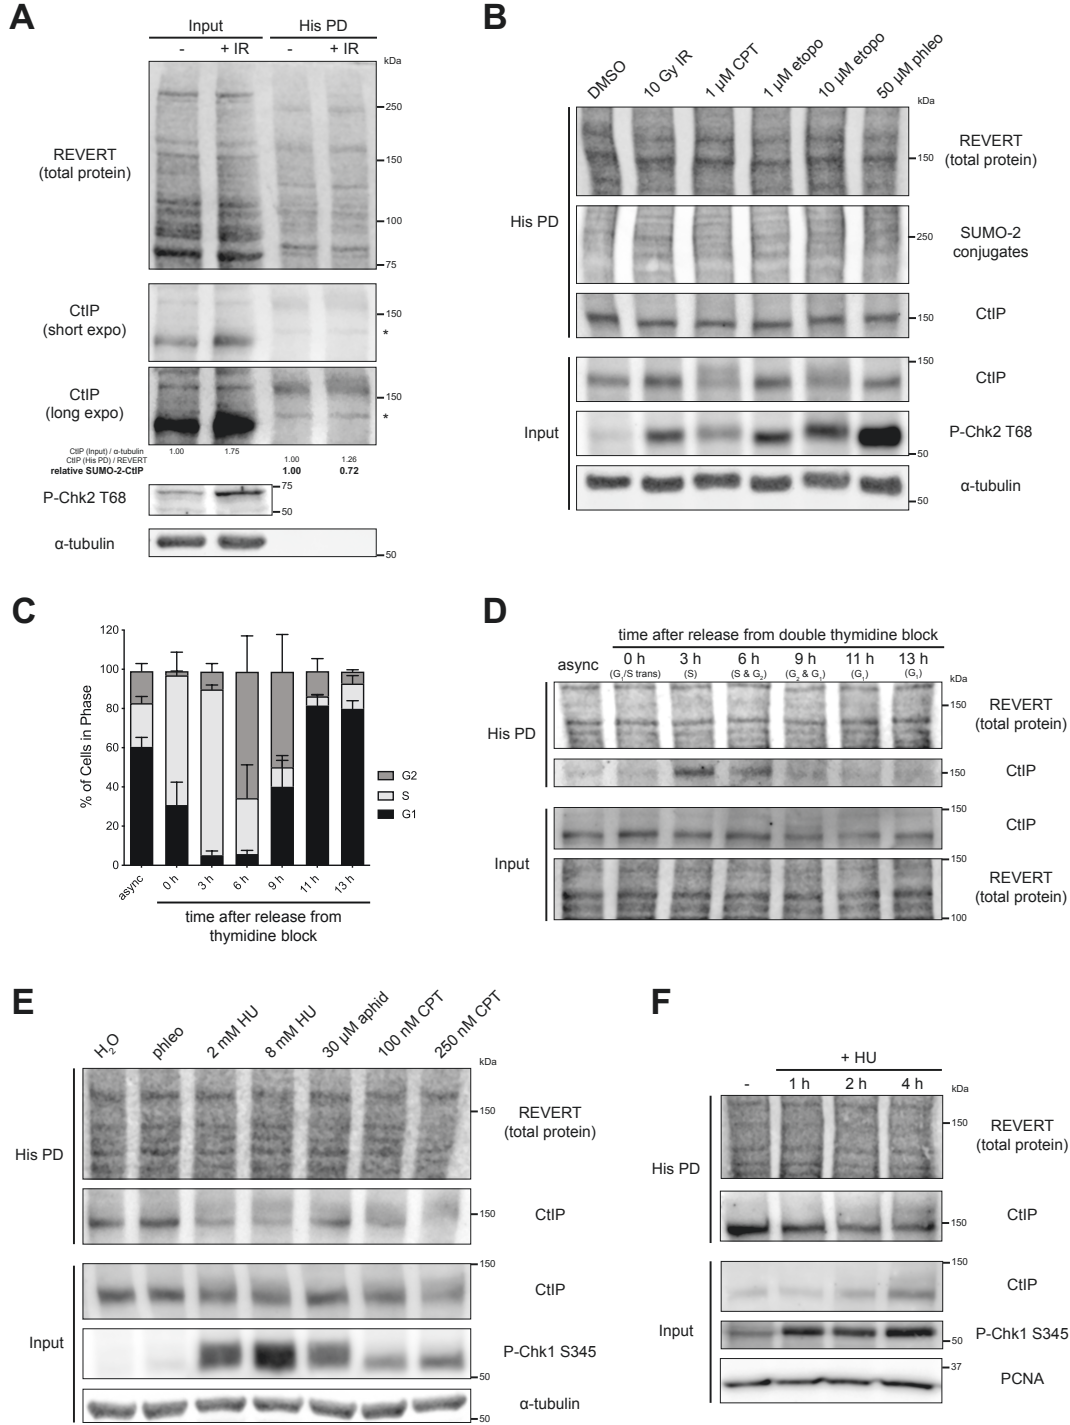 A
Input
His PD
- + IR - + IR
kDa
REVERT
(total protein)
250
150
100
75
CtIP
(short expo)
150
*
CtIP
(long expo)
150
*
CtIP (Input) / α-tubulin 1.00 1.75
CtIP (His PD) / REVERT 1.00 1.26
relative SUMO-2-CtIP 1.00 0.72
P-Chk2 T68
75
50
α-tubulin
50
B
DMSO 10 Gy IR 1 µM CPT 1 µM etopo 10 µM etopo 50 µM phleo
kDa
His PD
150
REVERT
(total protein)
250
SUMO-2
conjugates
150
CtIP
Input
150
CtIP
P-Chk2 T68
50
α-tubulin
50
C
% of Cells in Phase
120
100
80
60
40
20
0
G2
S
G1
async 0 h 3 h 6 h 9 h 11 h 13 h
time after release from
thymidine block
D
time after release from double thymidine block
async 0 h 3 h 6 h 9 h 11 h 13 h
(G₁/S trans) (S) (S & G₂) (G₂ & G₁) (G₁) (G₁)
kDa
His PD
150
REVERT
(total protein)
150
CtIP
Input
150
CtIP
150
REVERT
(total protein)
100
E
H₂O phleo 2 mM HU 8 mM HU 30 µM aphid 100 nM CPT 250 nM CPT
kDa
His PD
150
REVERT
(total protein)
150
CtIP
Input
150
CtIP
P-Chk1 S345
50
α-tubulin
50
F
+ HU
- 1 h 2 h 4 h
kDa
His PD
150
REVERT
(total protein)
150
CtIP
Input
150
CtIP
P-Chk1 S345
50
37
PCNA